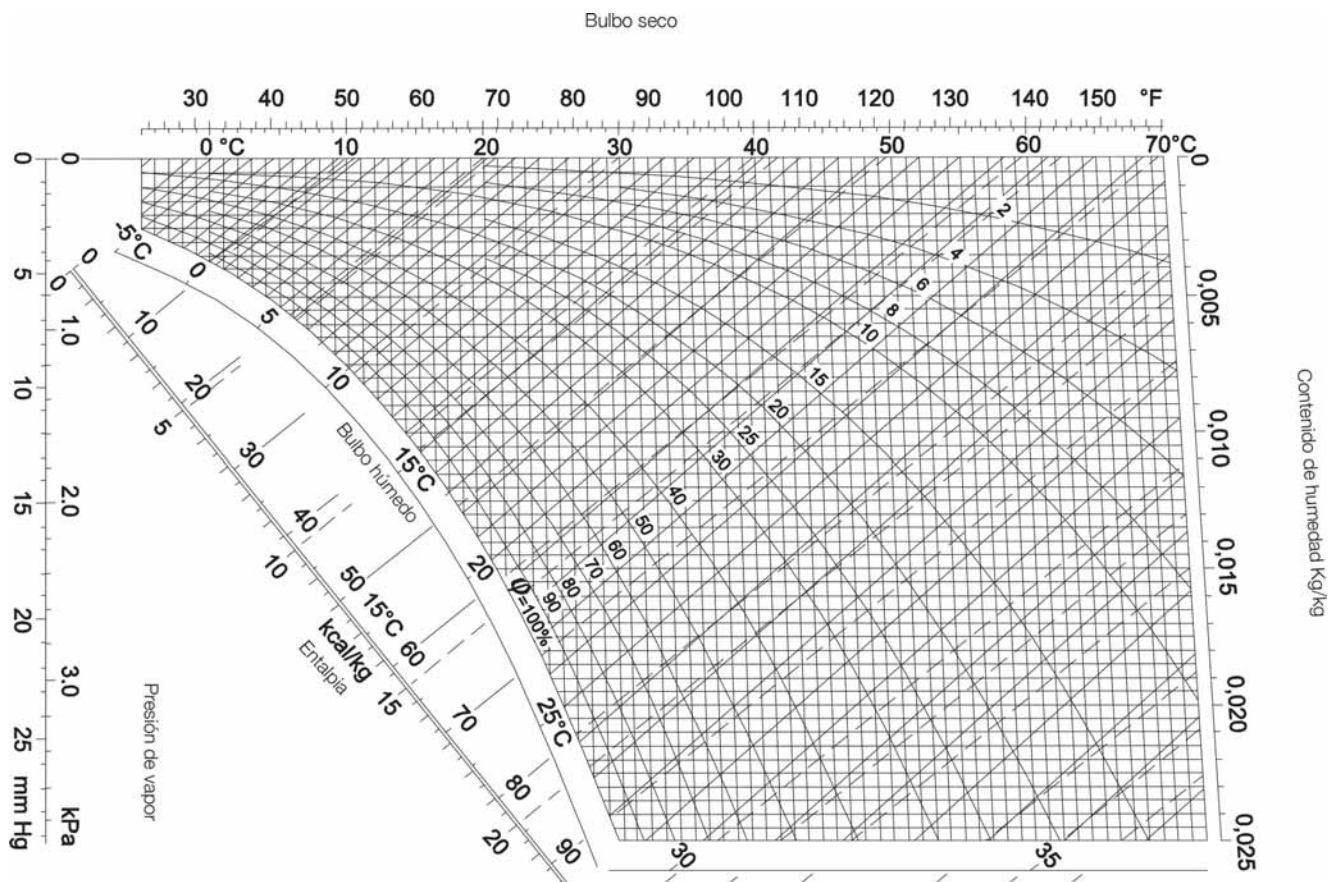 Bulbo seco
30 40 50 60 70 80 90 100 110 120 130 140 150 °F
0 °C 10 20 30 40 50 60 70°C
0 5 10 15 20 25 mm Hg
0 1.0 2.0 3.0 kPa
Presión de vapor
0 5 10 15 20
kcal/kg
Entalpia
0 10 20 30 40 50 15°C 60 70 80 90
Bulbo húmedo
-5°C 0 5 10 15°C 20 25°C 30 35
φ=100%
90 80 70 60 50 40 30 25 20 15 10 8 6 4 2
0 0,005 0,010 0,015 0,020 0,025
Contenido de humedad Kg/kg